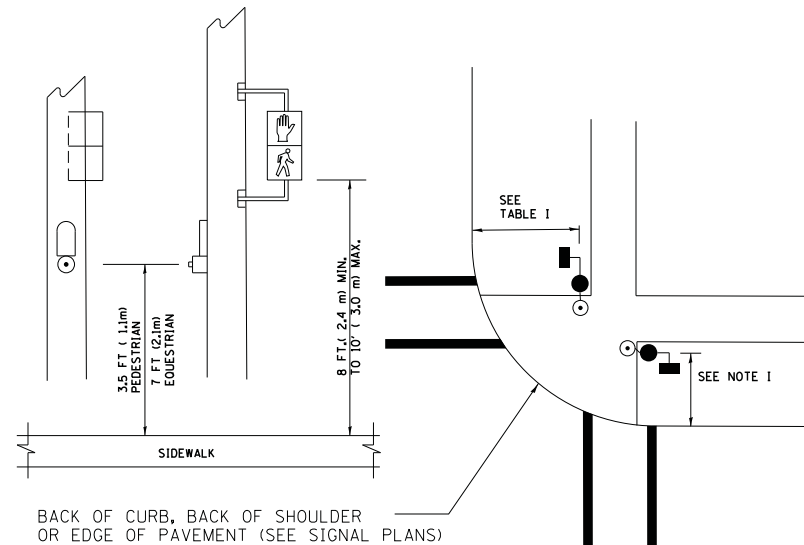 SEE
TABLE I
3.5 FT ( 1.1m)
PEDESTRIAN
7 FT (2.1m)
EQUESTRIAN
8 FT.( 2.4 m) MIN.
TO 10' ( 3.0 m) MAX.
SEE NOTE I
SIDEWALK
BACK OF CURB, BACK OF SHOULDER
OR EDGE OF PAVEMENT (SEE SIGNAL PLANS)